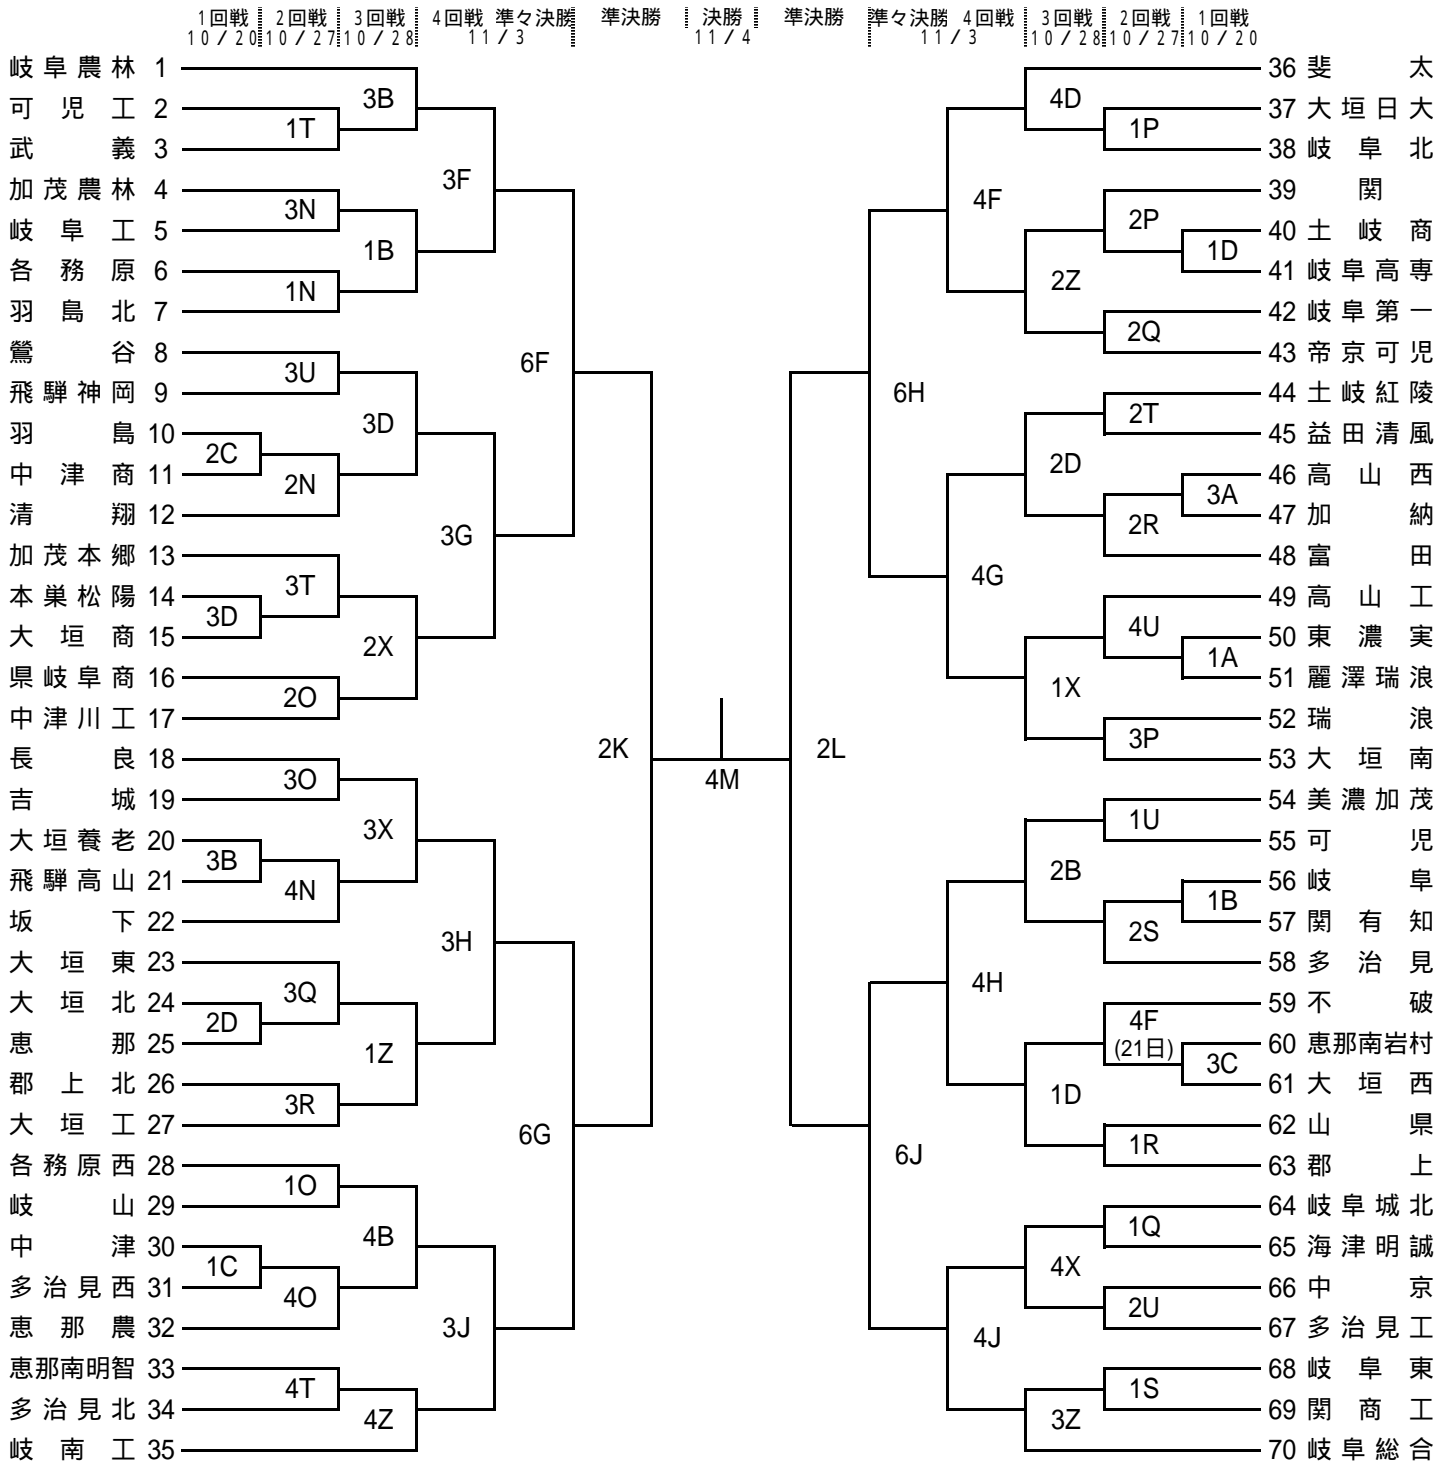 1回戦 2回戦 3回戦 4回戦 準々決勝 準決勝 決勝 準決勝 準々決勝 4回戦 3回戦 2回戦 1回戦
10/20 10/27 10/28 11/3 11/4 11/3 10/28 10/27 10/20
岐阜農林 1
可児工 2
武義 3
加茂農林 4
岐阜工 5
各務原 6
羽島北 7
鶯谷 8
飛騨神岡 9
羽島 10
中津商 11
清翔 12
加茂本郷 13
本巣松陽 14
大垣商 15
県岐阜商 16
中津川工 17
長良 18
吉城 19
大垣養老 20
飛騨高山 21
坂下 22
大垣東 23
大垣北 24
恵那 25
郡上北 26
大垣工 27
各務原西 28
岐山 29
中津 30
多治見西 31
恵那農 32
恵那南明智 33
多治見北 34
岐南工 35
2C
3D
3B
2D
1C
1T
3N
1N
3U
2N
3T
2O
3O
4N
3Q
3R
1O
4O
4T
3B
1B
3D
2X
3X
1Z
4B
4Z
3F
3G
3H
3J
6F
6G
2K
4M
2L
6H
6J
4F
4G
4H
4J
4D
2Z
2D
1X
2B
1D
4X
3Z
1P
2P
2Q
2T
2R
4U
3P
1U
2S
4F
(21日)
1R
1Q
2U
1S
1D
3A
1A
1B
3C
36 斐太
37 大垣日大
38 岐阜北
39 関
40 土岐商
41 岐阜高専
42 岐阜第一
43 帝京可児
44 土岐紅陵
45 益田清風
46 高山西
47 加納
48 富田
49 高山工
50 東濃実
51 麗澤瑞浪
52 瑞浪
53 大垣南
54 美濃加茂
55 可児
56 岐阜
57 関有知
58 多治見
59 不破
60 恵那南岩村
61 大垣西
62 山県
63 郡上
64 岐阜城北
65 海津明誠
66 中京
67 多治見工
68 岐阜東
69 関商工
70 岐阜総合